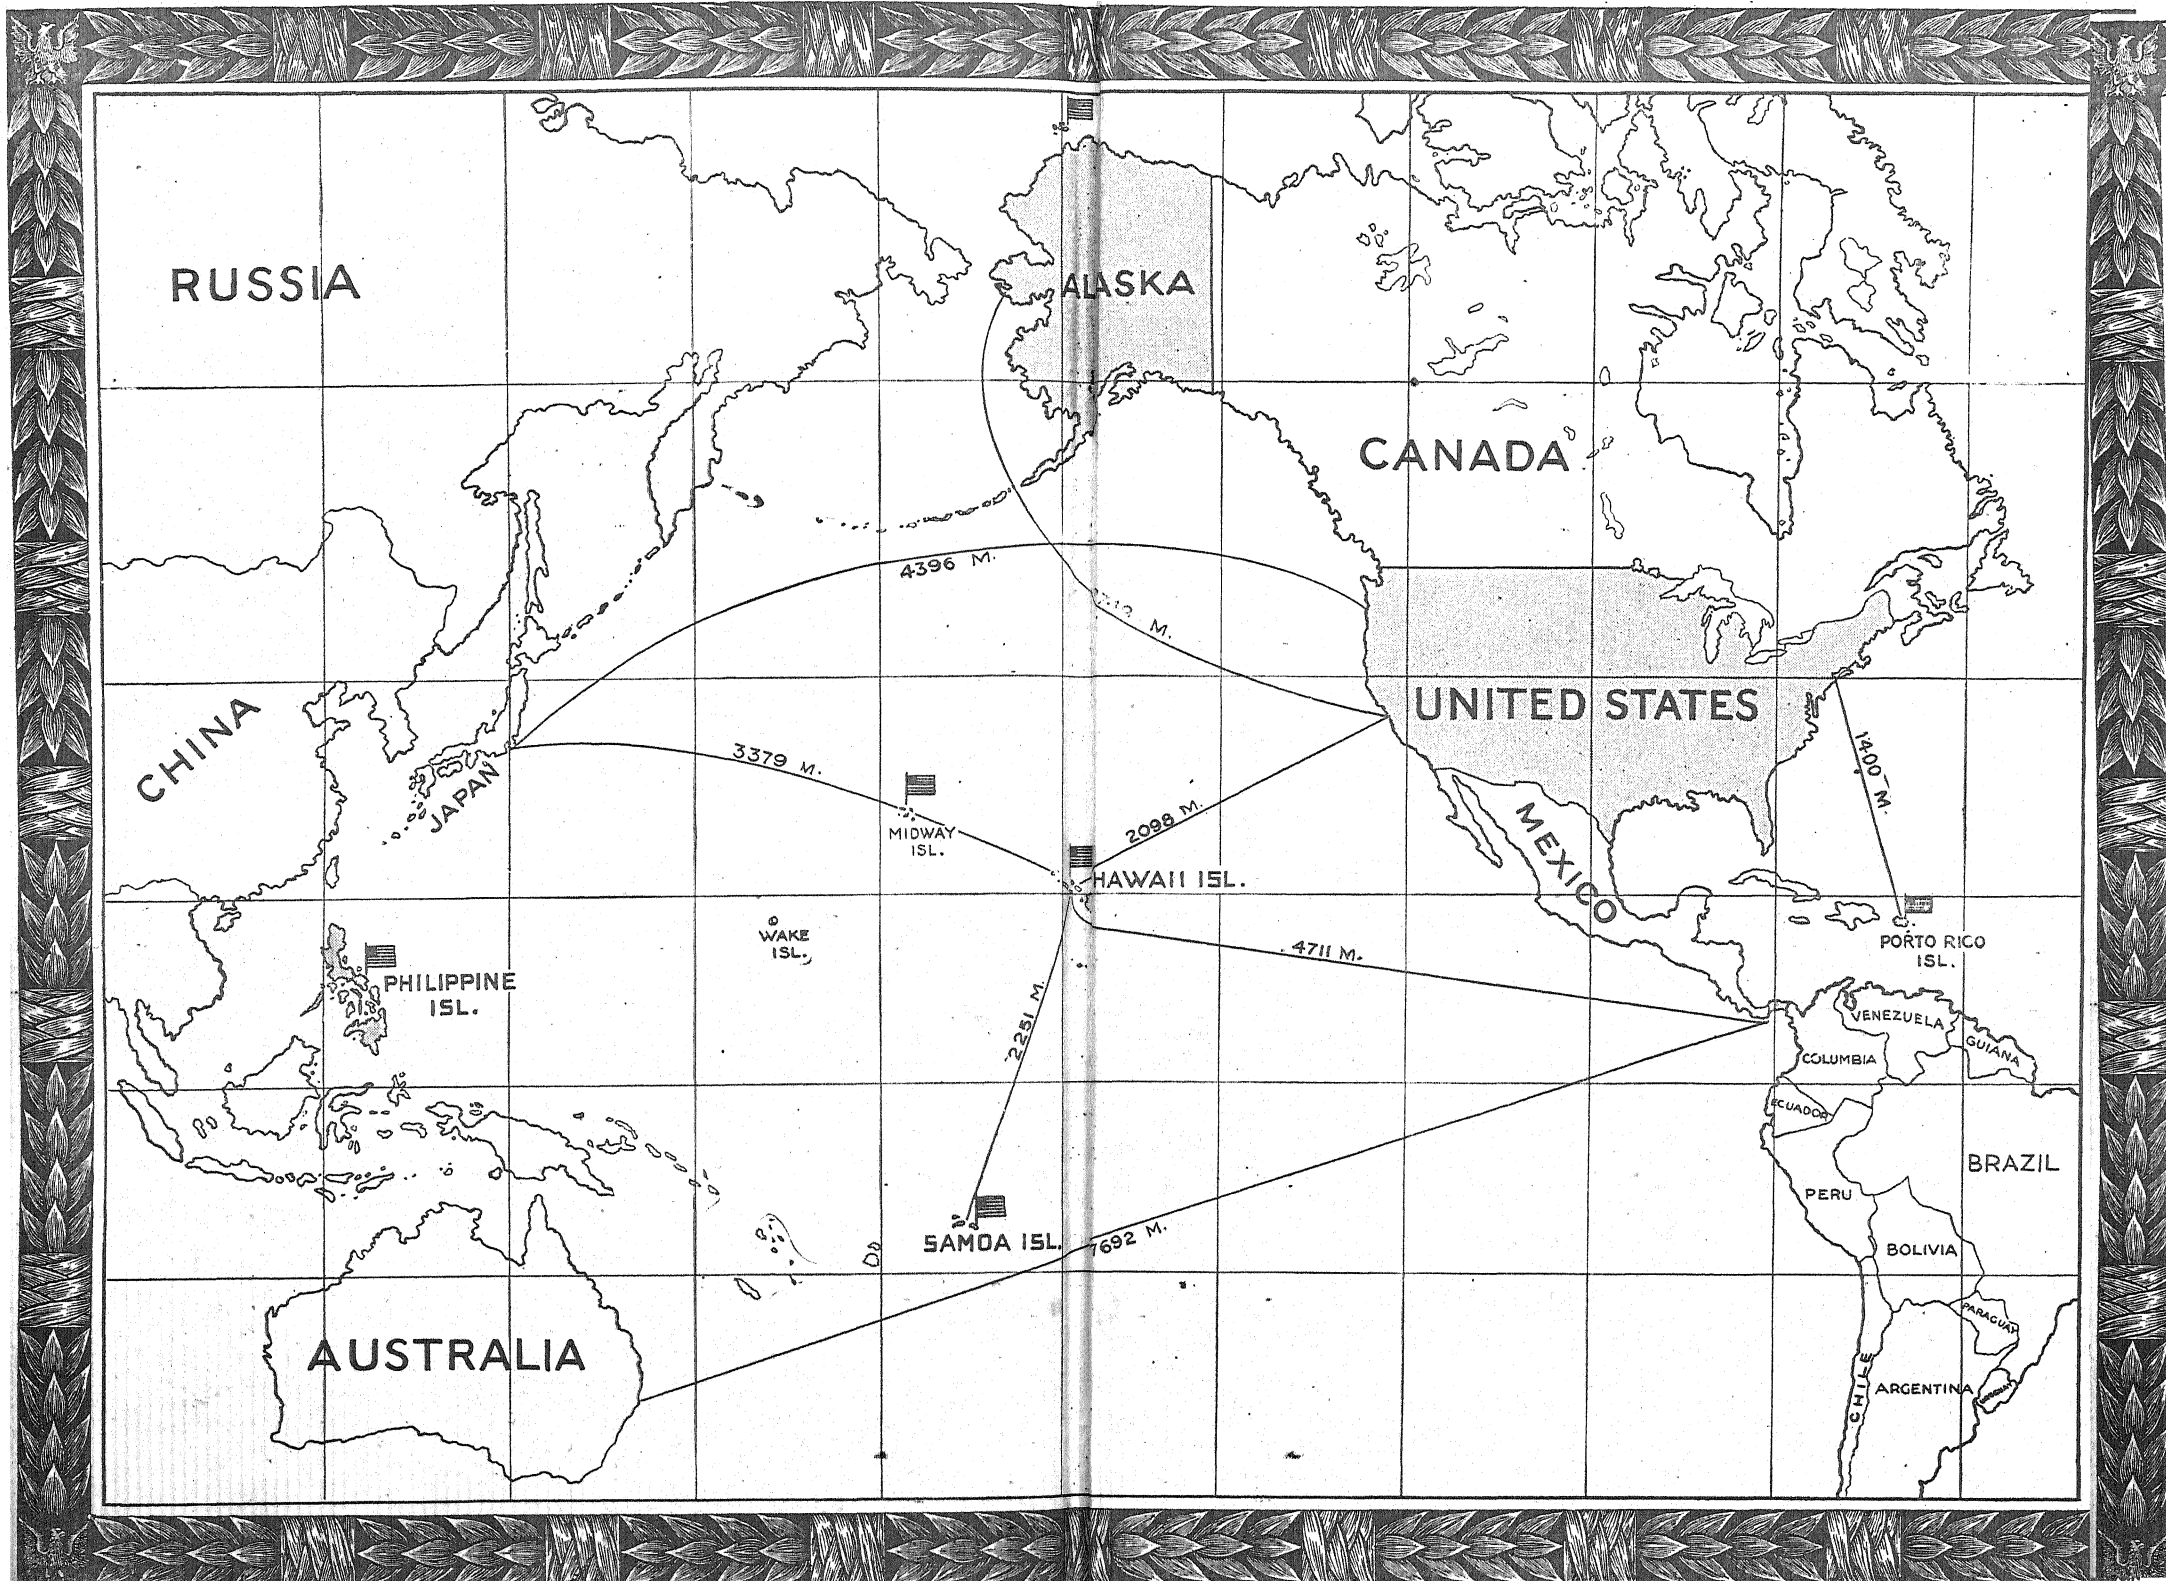 RUSSIA
ALASKA
CANADA
4396 M.
M.
UNITED STATES
CHINA
JAPAN
3379 M.
MIDWAY
ISL.
2098 M.
HAWAII ISL.
MEXICO
1400 M.
PORTO RICO
ISL.
WAKE
ISL.
4711 M.
PHILIPPINE
ISL.
2251 M.
VENEZUELA
GUIANA
COLUMBIA
ECUADOR
BRAZIL
PERU
SAMOA ISL.
7692 M.
BOLIVIA
PARAGUAY
AUSTRALIA
CHILE
ARGENTINA